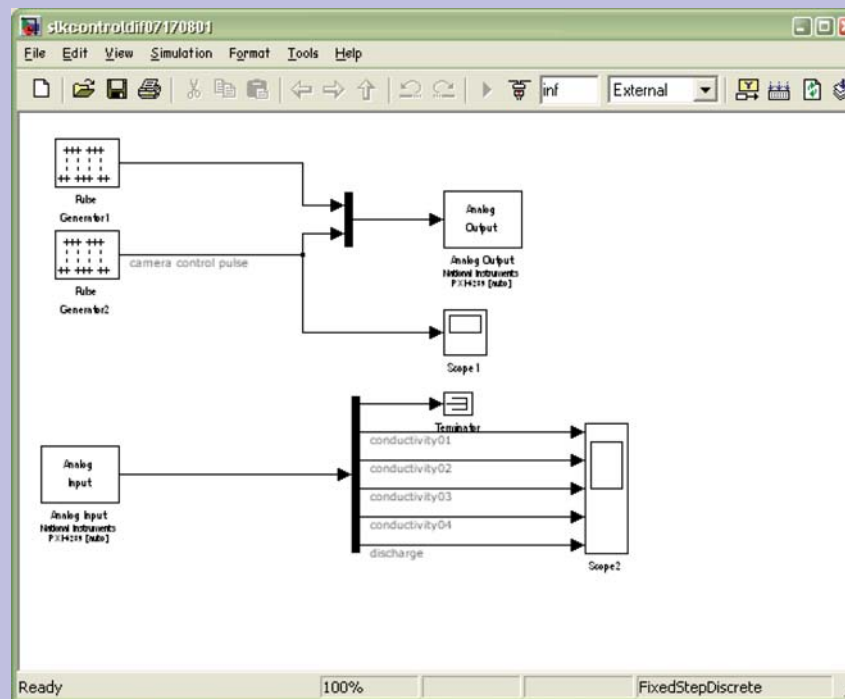 slkcontroldif07170801
File Edit View Simulation Format Tools Help
inf External
Pulse
Generator1
camera control pulse
Pulse
Generator2
Analog
Output
Analog Output
National Instruments
[auto]
Scope1
Terminator
conductivity01
conductivity02
conductivity03
conductivity04
discharge
Analog
Input
Analog Input
National Instruments
[auto]
Scope2
Ready 100% FixedStepDiscrete